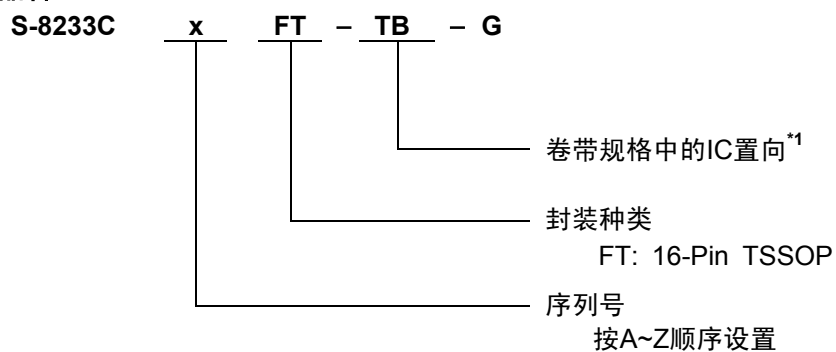 S-8233C x FT – TB – G
卷带规格中的IC置向*1
封装种类
FT: 16-Pin TSSOP
序列号
按A~Z顺序设置